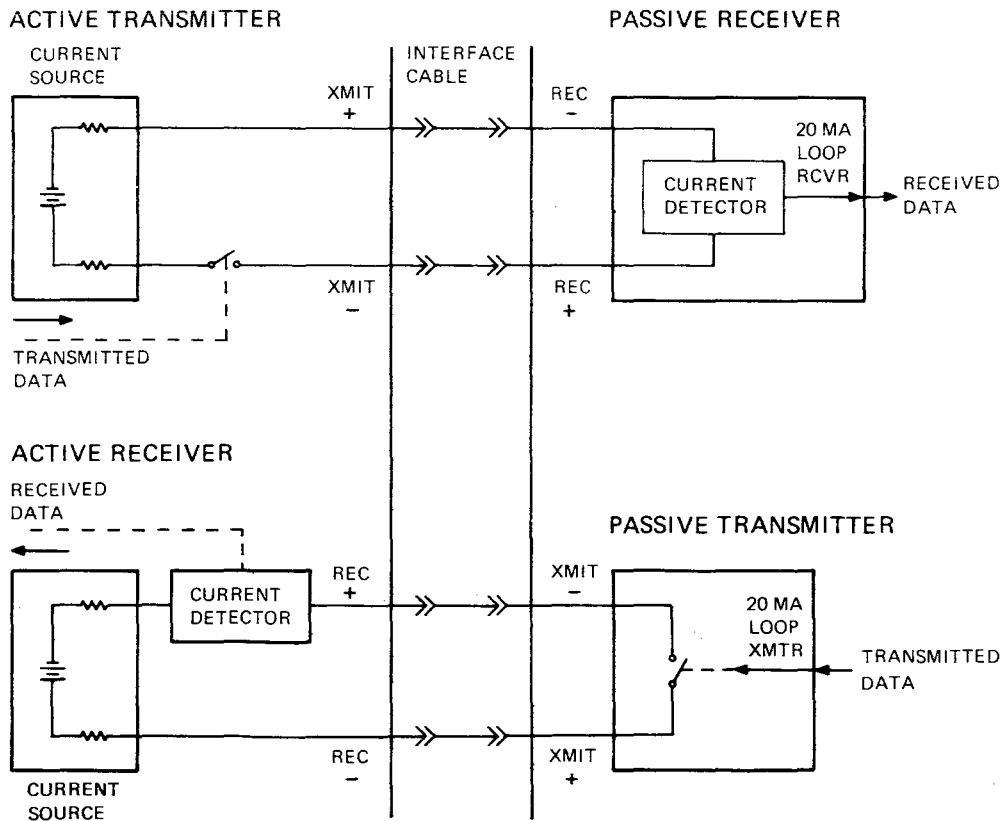 ACTIVE TRANSMITTER
PASSIVE RECEIVER
CURRENT
SOURCE
INTERFACE
CABLE
XMIT
+
REC
−
20 MA
LOOP
RCVR
CURRENT
DETECTOR
RECEIVED
DATA
XMIT
−
REC
+
TRANSMITTED
DATA
ACTIVE RECEIVER
RECEIVED
DATA
PASSIVE TRANSMITTER
CURRENT
DETECTOR
REC
+
XMIT
−
20 MA
LOOP
XMTR
TRANSMITTED
DATA
REC
−
XMIT
+
CURRENT
SOURCE